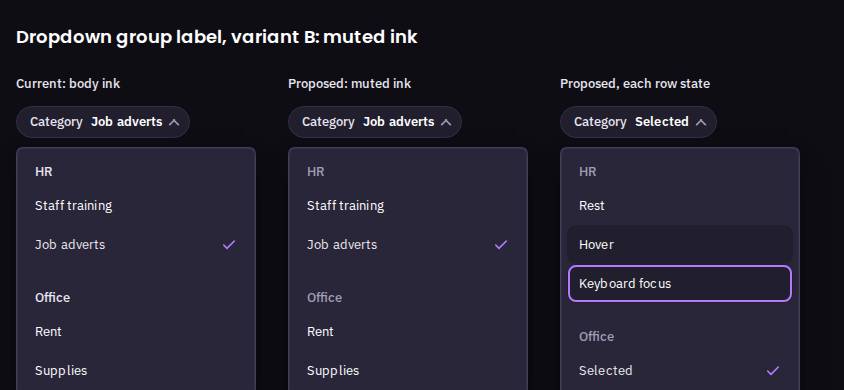 Dropdown group label, variant B: muted ink
Current: body ink
Category Job adverts
HR
Staff training
Job adverts
Office
Rent
Supplies
Proposed: muted ink
Category Job adverts
HR
Staff training
Job adverts
Office
Rent
Supplies
Proposed, each row state
Category Selected
HR
Rest
Hover
Keyboard focus
Office
Selected